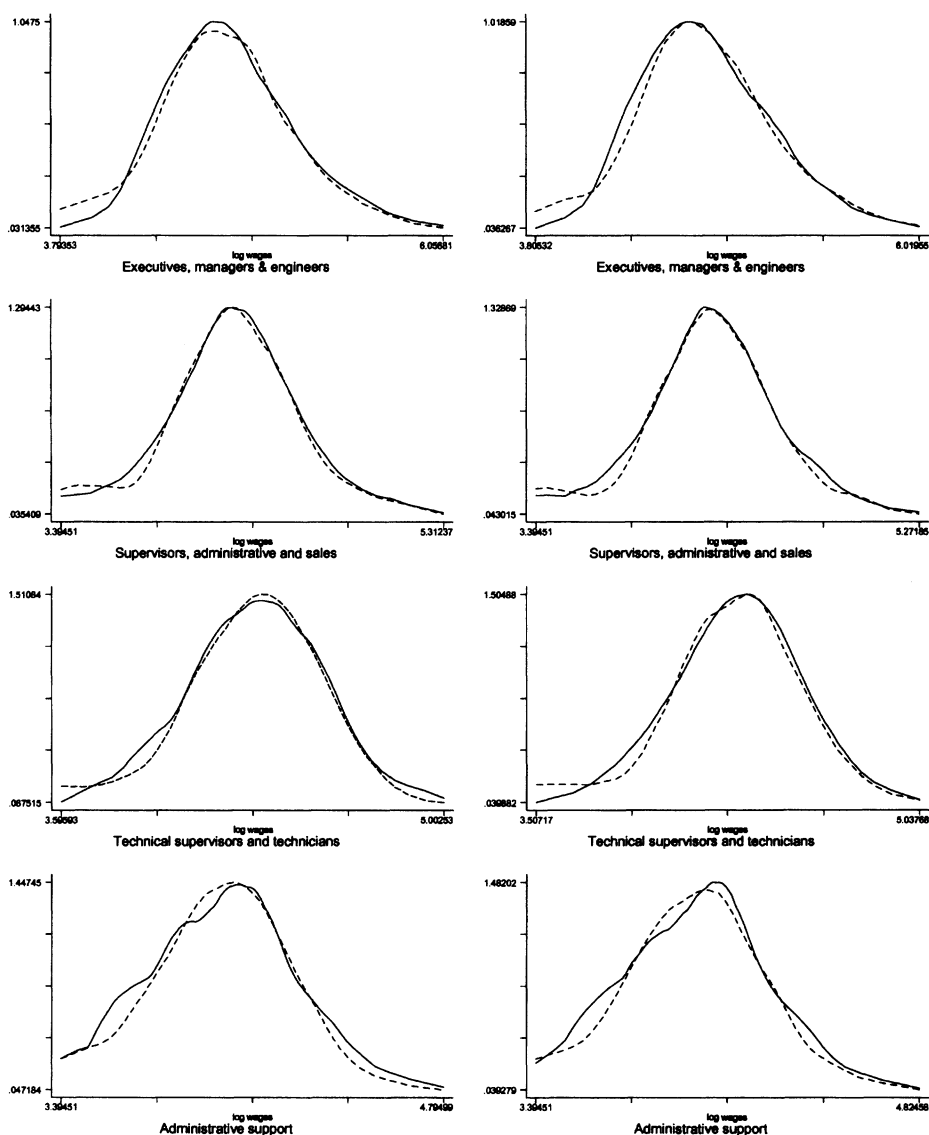 1.0475
.031355
3.79353
6.05681
log wages
Executives, managers & engineers
1.01859
.036267
3.80532
6.01955
log wages
Executives, managers & engineers
1.29443
.035409
3.39451
5.31237
log wages
Supervisors, administrative and sales
1.32869
.043015
3.39451
5.27185
log wages
Supervisors, administrative and sales
1.51084
.087515
3.59593
5.00253
log wages
Technical supervisors and technicians
1.50488
.039882
3.50717
5.03768
log wages
Technical supervisors and technicians
1.44745
.047184
3.39451
4.79499
log wages
Administrative support
1.48202
.039279
3.39451
4.82458
log wages
Administrative support